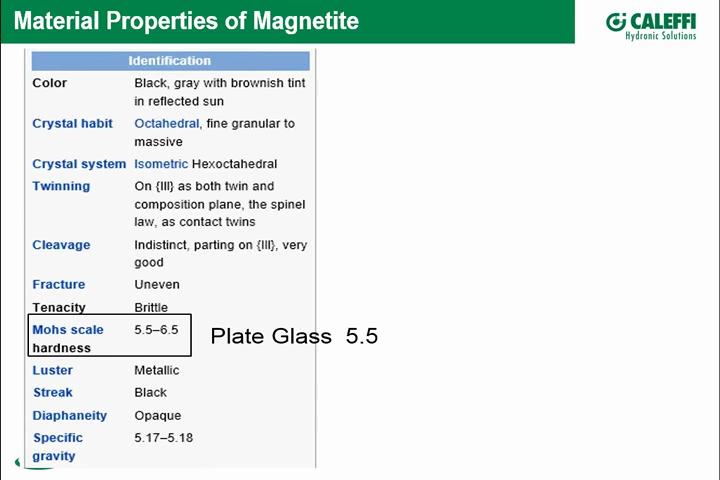 Material Properties of Magnetite
CALEFFI
Hydronic Solutions
Identification
Color Black, gray with brownish tint
in reflected sun
Crystal habit Octahedral, fine granular to
massive
Crystal system Isometric Hexoctahedral
Twinning On {lll} as both twin and
composition plane, the spinel
law, as contact twins
Cleavage Indistinct, parting on {lll}, very
good
Fracture Uneven
Tenacity Brittle
Mohs scale 5.5–6.5
hardness
Plate Glass 5.5
Luster Metallic
Streak Black
Diaphaneity Opaque
Specific 5.17–5.18
gravity